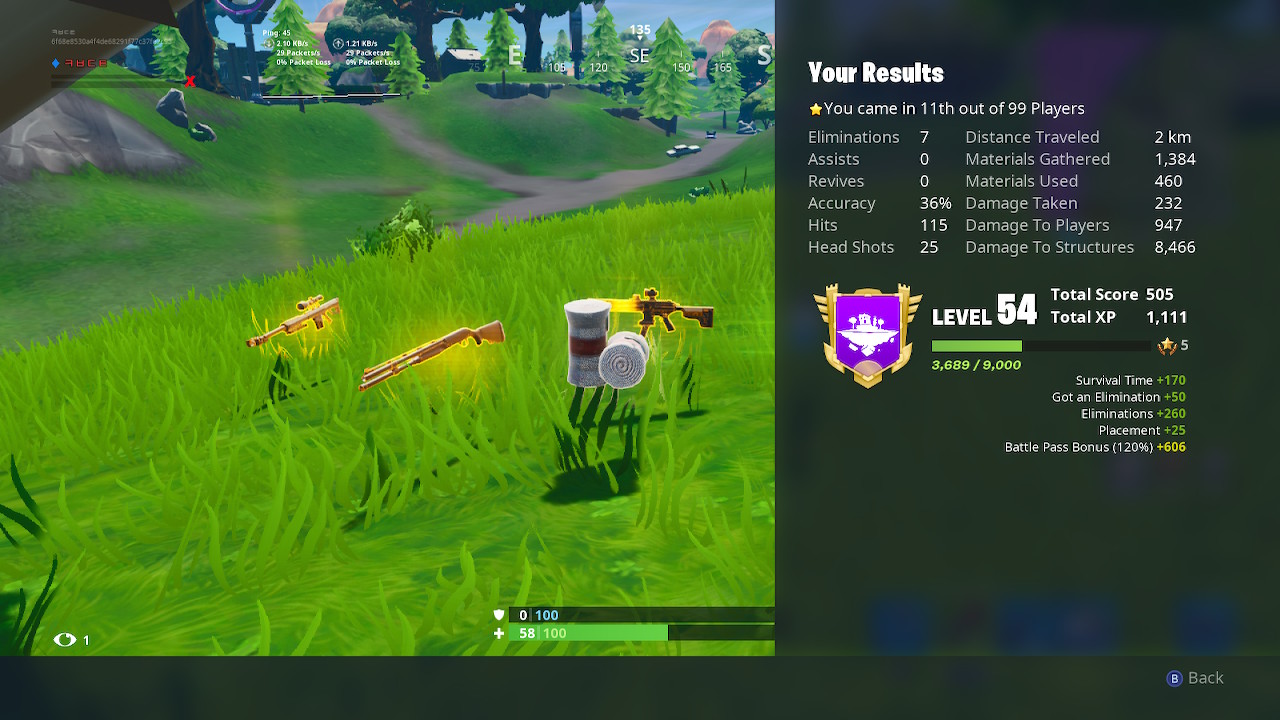 Ping: 45
2.10 KB/s 1.21 KB/s
29 Packets/s 29 Packets/s
0% Packet Loss 0% Packet Loss
135
E 105 120 SE 150 165 S
75
X
0 100
58 100
1
Your Results
You came in 11th out of 99 Players
Eliminations 7 Distance Traveled 2 km
Assists 0 Materials Gathered 1,384
Revives 0 Materials Used 460
Accuracy 36% Damage Taken 232
Hits 115 Damage To Players 947
Head Shots 25 Damage To Structures 8,466
LEVEL 54
Total Score 505
Total XP 1,111
5
3,689 / 9,000
Survival Time +170
Got an Elimination +50
Eliminations +260
Placement +25
Battle Pass Bonus (120%) +606
B Back